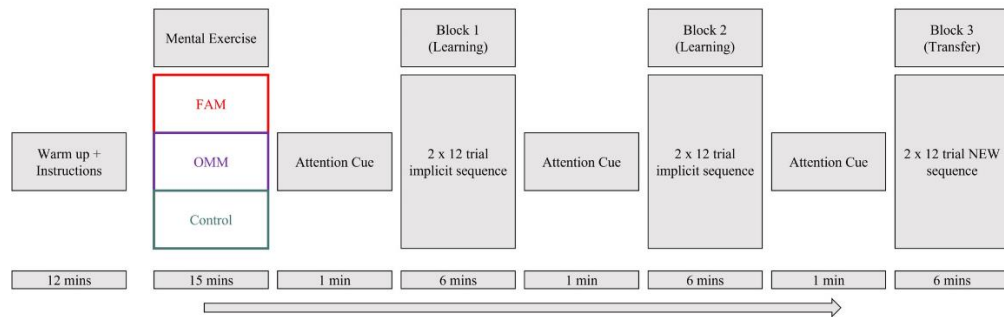 Mental Exercise
Block 1
(Learning)
Block 2
(Learning)
Block 3
(Transfer)
FAM
OMM
Control
Warm up +
Instructions
Attention Cue
2 x 12 trial
implicit sequence
Attention Cue
2 x 12 trial
implicit sequence
Attention Cue
2 x 12 trial NEW
sequence
12 mins
15 mins
1 min
6 mins
1 min
6 mins
1 min
6 mins